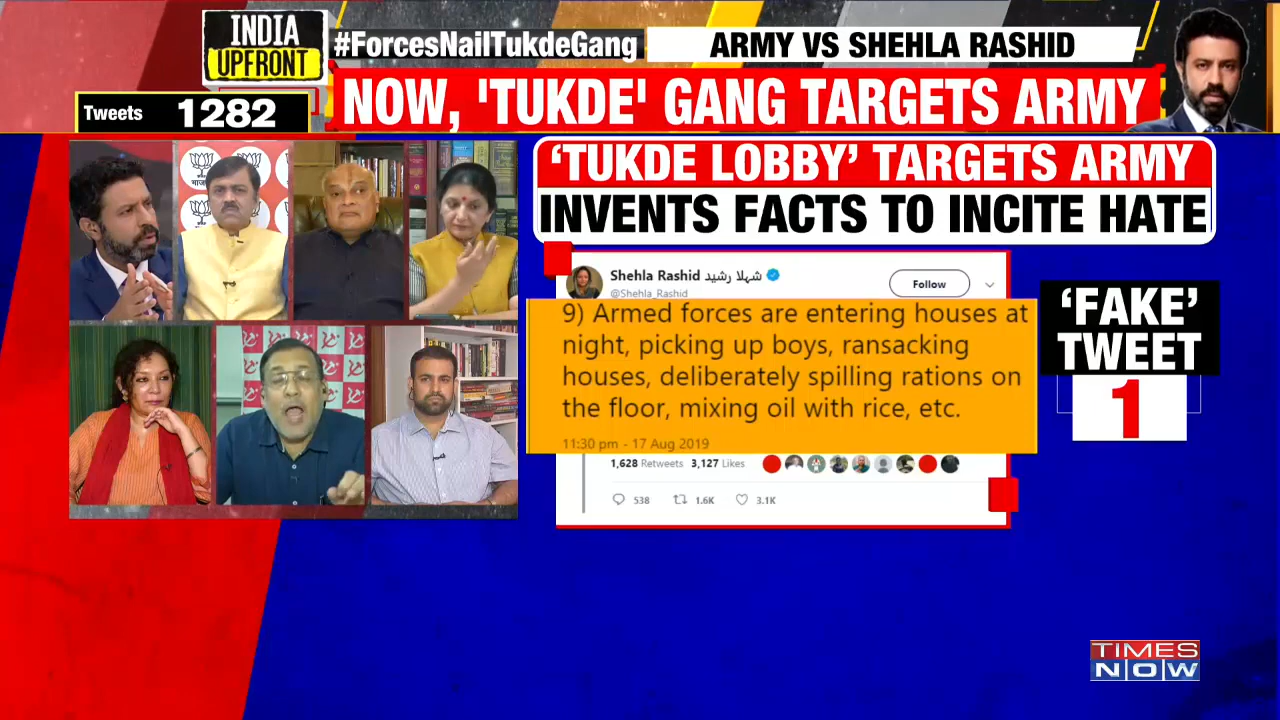 INDIA
UPFRONT
#ForcesNailTukdeGang
ARMY VS SHEHLA RASHID
NOW, 'TUKDE' GANG TARGETS ARMY
Tweets 1282
'TUKDE LOBBY' TARGETS ARMY
INVENTS FACTS TO INCITE HATE
Shehla Rashid شہلا رشید
@Shehla_Rashid
Follow
9) Armed forces are entering houses at
night, picking up boys, ransacking
houses, deliberately spilling rations on
the floor, mixing oil with rice, etc.
11:30 pm - 17 Aug 2019
1,628 Retweets 3,127 Likes
538 1.6K 3.1K
'FAKE'
TWEET
1
TIMES
NOW